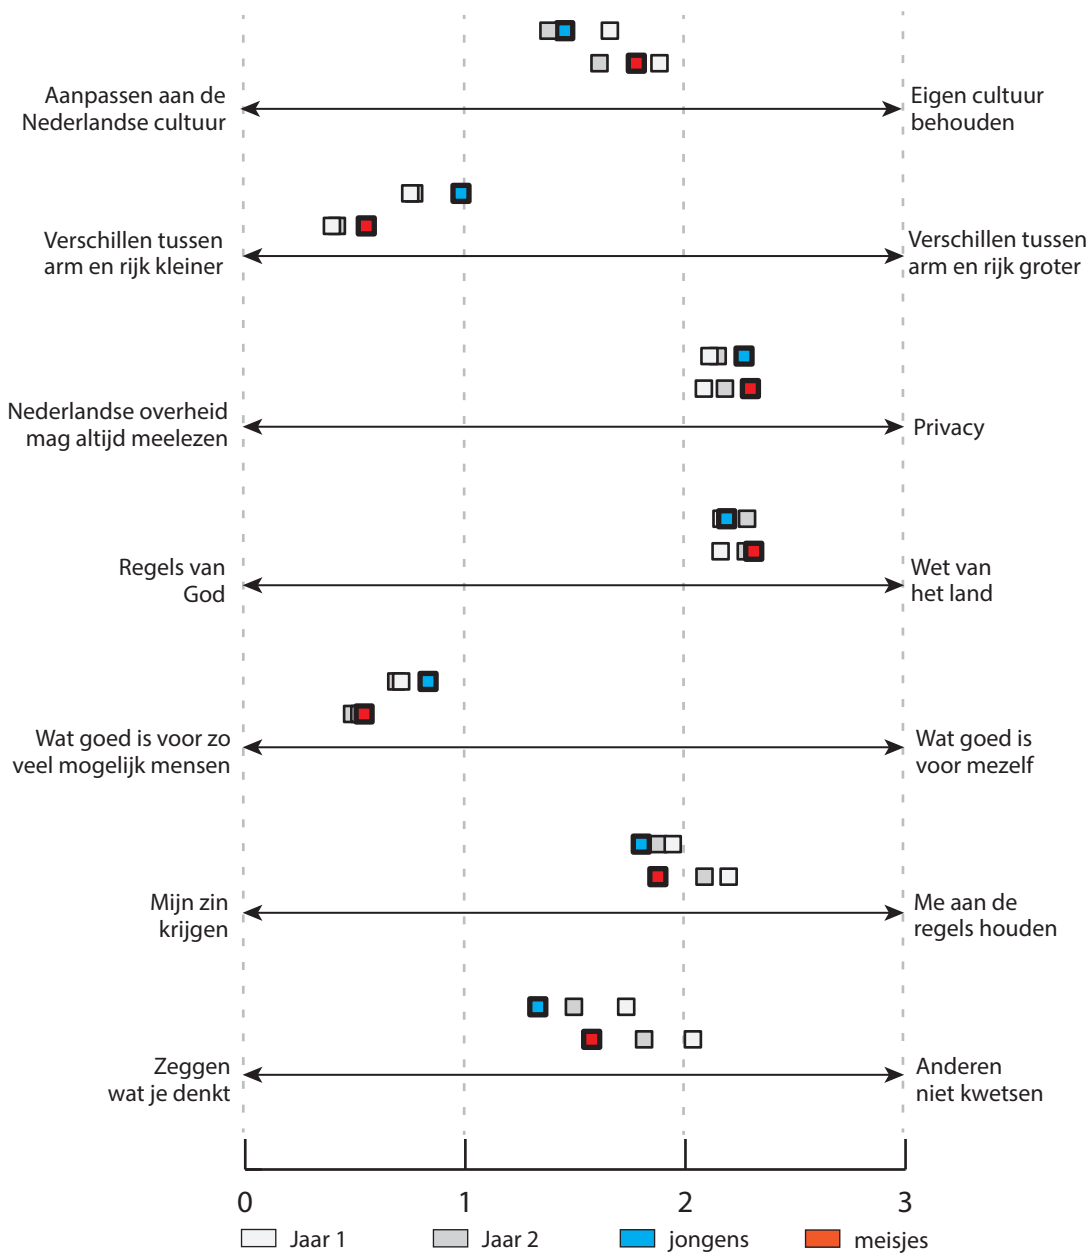 Aanpassen aan de
Nederlandse cultuur
Eigen cultuur
behouden
Verschillen tussen
arm en rijk kleiner
Verschillen tussen
arm en rijk groter
Nederlandse overheid
mag altijd meelezen
Privacy
Regels van
God
Wet van
het land
Wat goed is voor zo
veel mogelijk mensen
Wat goed is
voor mezelf
Mijn zin
krijgen
Me aan de
regels houden
Zeggen
wat je denkt
Anderen
niet kwetsen
0 1 2 3
Jaar 1 Jaar 2 jongens meisjes